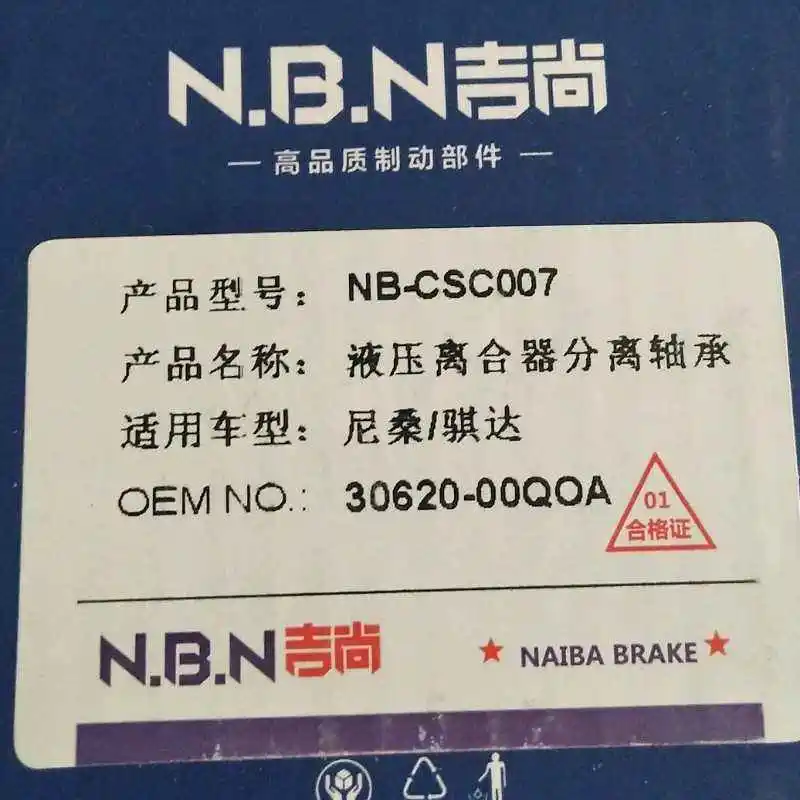 N.B.N吉尚
— 高品质制动部件 —
产品型号： NB-CSC007
产品名称： 液压离合器分离轴承
适用车型： 尼桑/骐达
OEM NO.: 30620-00QOA
01
合格证
N.B.N吉尚
★ NAIBA BRAKE ★